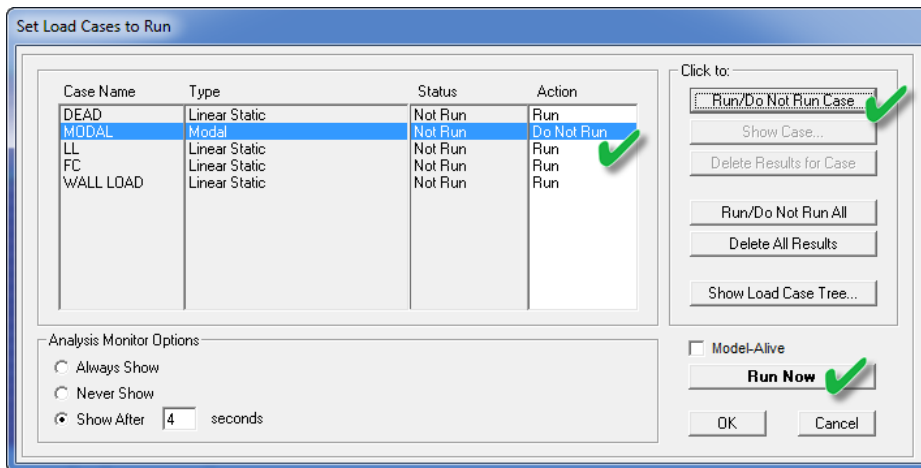 Set Load Cases to Run
Click to:
Case Name Type Status Action
DEAD Linear Static Not Run Run
MODAL Modal Not Run Do Not Run
LL Linear Static Not Run Run
FC Linear Static Not Run Run
WALL LOAD Linear Static Not Run Run
Run/Do Not Run Case
Show Case...
Delete Results for Case
Run/Do Not Run All
Delete All Results
Show Load Case Tree...
Analysis Monitor Options
Always Show
Never Show
Show After 4 seconds
Model-Alive
Run Now
OK Cancel